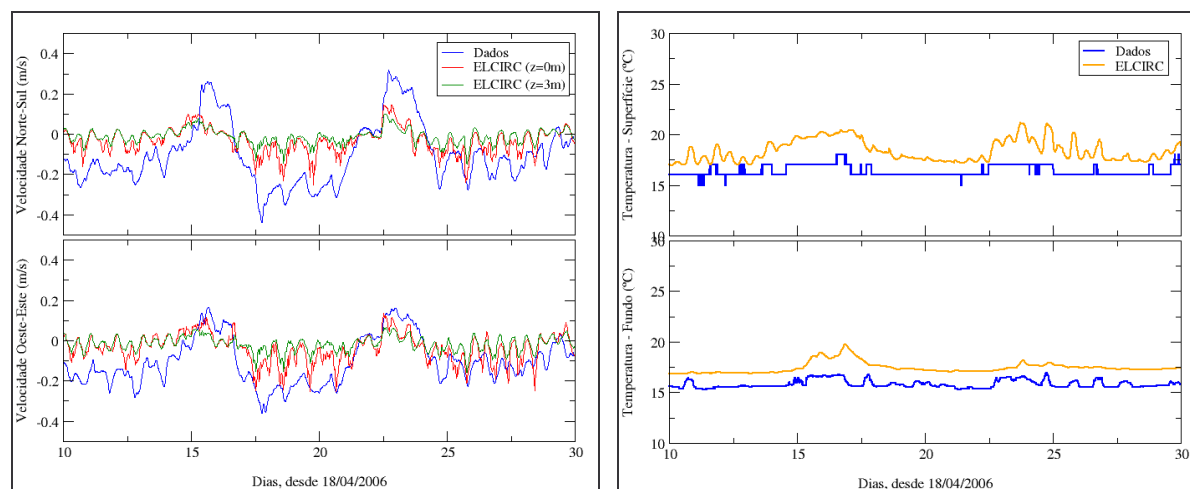 Velocidade Norte-Sul (m/s)
0.4
0.2
0
-0.2
-0.4
Dados
ELCIRC (z=0m)
ELCIRC (z=3m)
Velocidade Oeste-Este (m/s)
0.4
0.2
0
-0.2
-0.4
10
15
20
25
30
Dias, desde 18/04/2006
Temperatura - Superfície (ºC)
30
25
20
15
10
Dados
ELCIRC
Temperatura - Fundo (ºC)
30
25
20
15
10
10
15
20
25
30
Dias, desde 18/04/2006